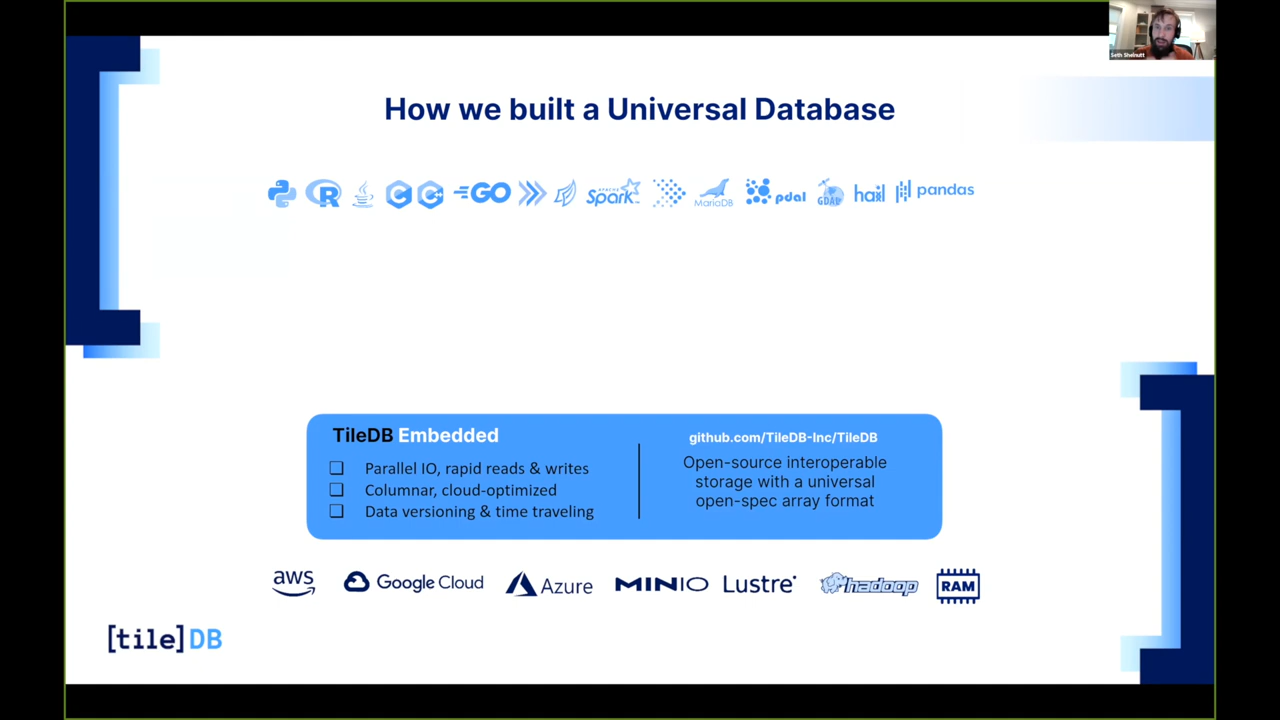 Seth Shelnutt
How we built a Universal Database
R
C
C++
GO
APACHE Spark
MariaDB
pdal
GDAL
hail
pandas
TileDB Embedded
Parallel IO, rapid reads & writes
Columnar, cloud-optimized
Data versioning & time traveling
github.com/TileDB-Inc/TileDB
Open-source interoperable
storage with a universal
open-spec array format
aws
Google Cloud
Azure
MINIO
Lustre
hadoop
RAM
[tile]DB